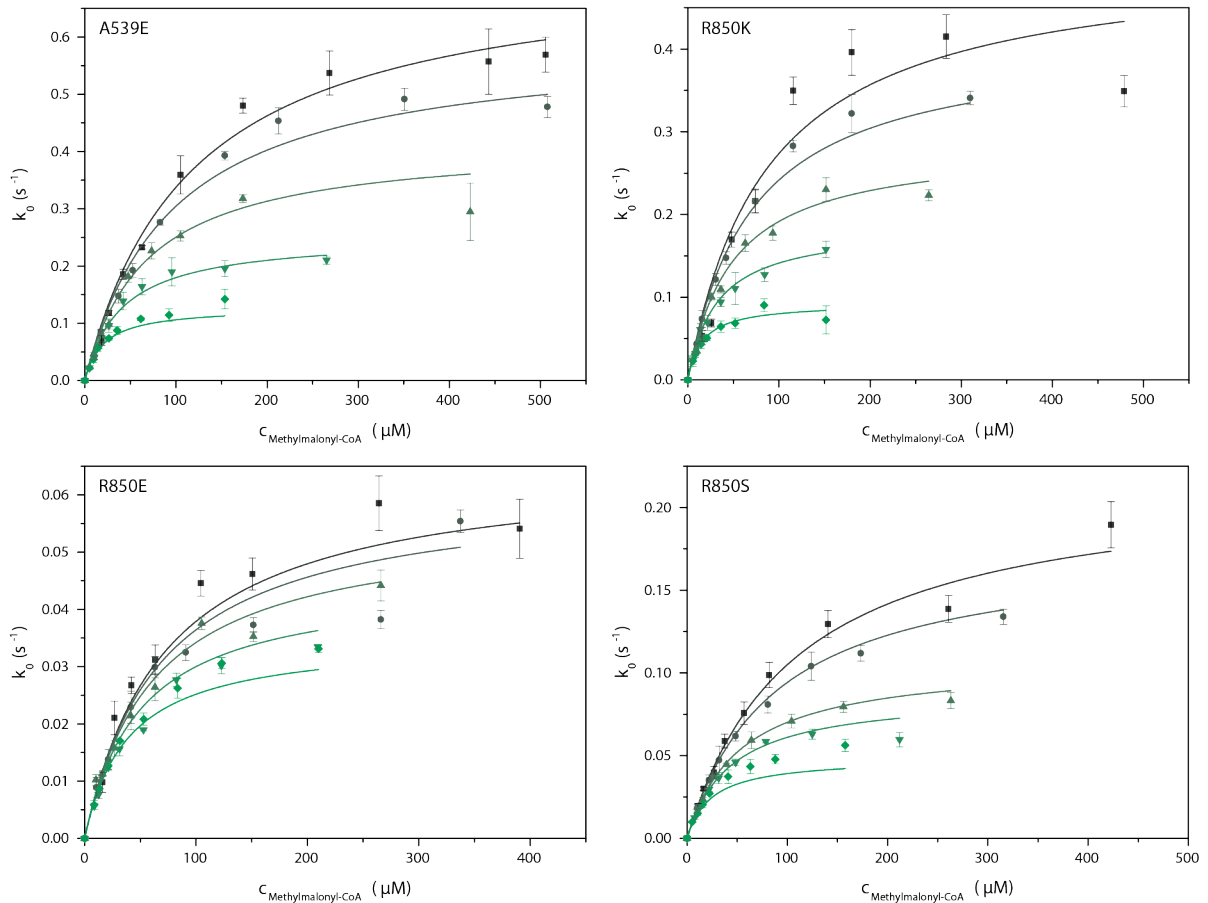 A539E
k0 (s-1)
0.6
0.5
0.4
0.3
0.2
0.1
0.0
0 100 200 300 400 500
cMethylmalonyl-CoA (µM)
R850K
k0 (s-1)
0.4
0.3
0.2
0.1
0.0
0 100 200 300 400 500
cMethylmalonyl-CoA (µM)
R850E
k0 (s-1)
0.06
0.05
0.04
0.03
0.02
0.01
0.00
0 100 200 300 400
cMethylmalonyl-CoA (µM)
R850S
k0 (s-1)
0.20
0.15
0.10
0.05
0.00
0 100 200 300 400 500
cMethylmalonyl-CoA (µM)